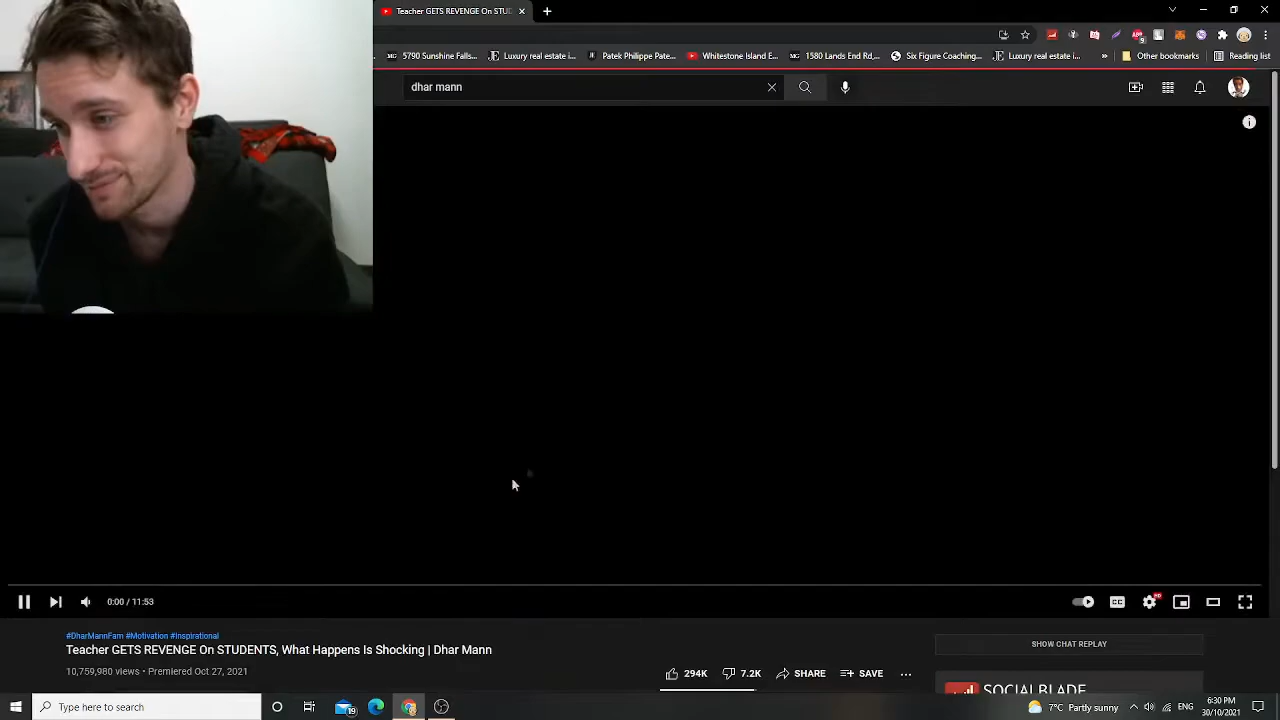 Teacher GETS REVENGE On STUD
5790 Sunshine Falls... Luxury real estate i... Patek Philippe Pate... Whitestone Island E... 1580 Lands End Rd,... Six Figure Coaching... Luxury real estate i... » Other bookmarks Reading list
dhar mann
0:00 / 11:53
HD
#DharMannFam #Motivation #Inspirational
Teacher GETS REVENGE On STUDENTS, What Happens Is Shocking | Dhar Mann
10,759,980 views • Premiered Oct 27, 2021
294K 7.2K SHARE SAVE
SHOW CHAT REPLAY
SOCIALBLADE
Type here to search
17°C Partly sunny ENG 6:30 PM
30/10/2021